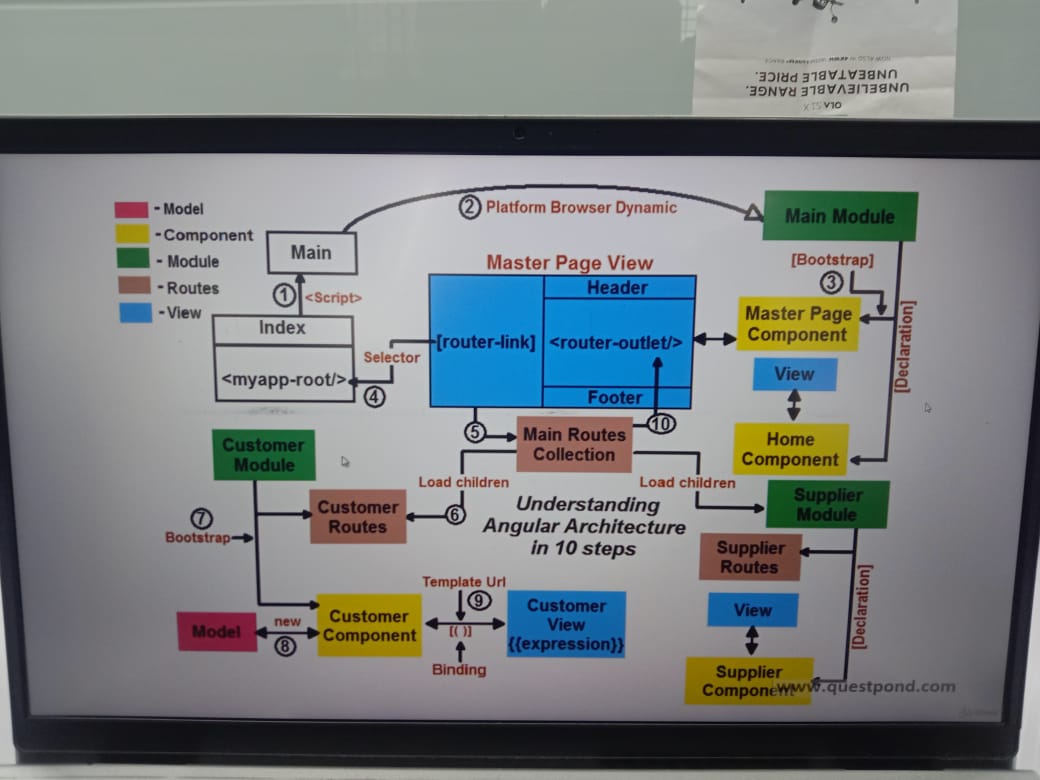 OLA S1 X
UNBELIEVABLE RANGE.
UNBEATABLE PRICE.
- Model
- Component
- Module
- Routes
- View
② Platform Browser Dynamic
Main Module
Main
① <Script>
Index
<myapp-root/>
Selector
④
Master Page View
Header
[router-link]
<router-outlet/>
Footer
[Bootstrap]
③
Master Page
Component
[Declaration]
View
Home
Component
⑤
⑩
Main Routes
Collection
Load children
Load children
⑥
Customer
Module
Customer
Routes
⑦
Bootstrap
Understanding
Angular Architecture
in 10 steps
Supplier
Module
Supplier
Routes
[Declaration]
View
Supplier
Component
Model
new
⑧
Customer
Component
Template Url
⑨
[( )]
Binding
Customer
View
{{expression}}
www.questpond.com